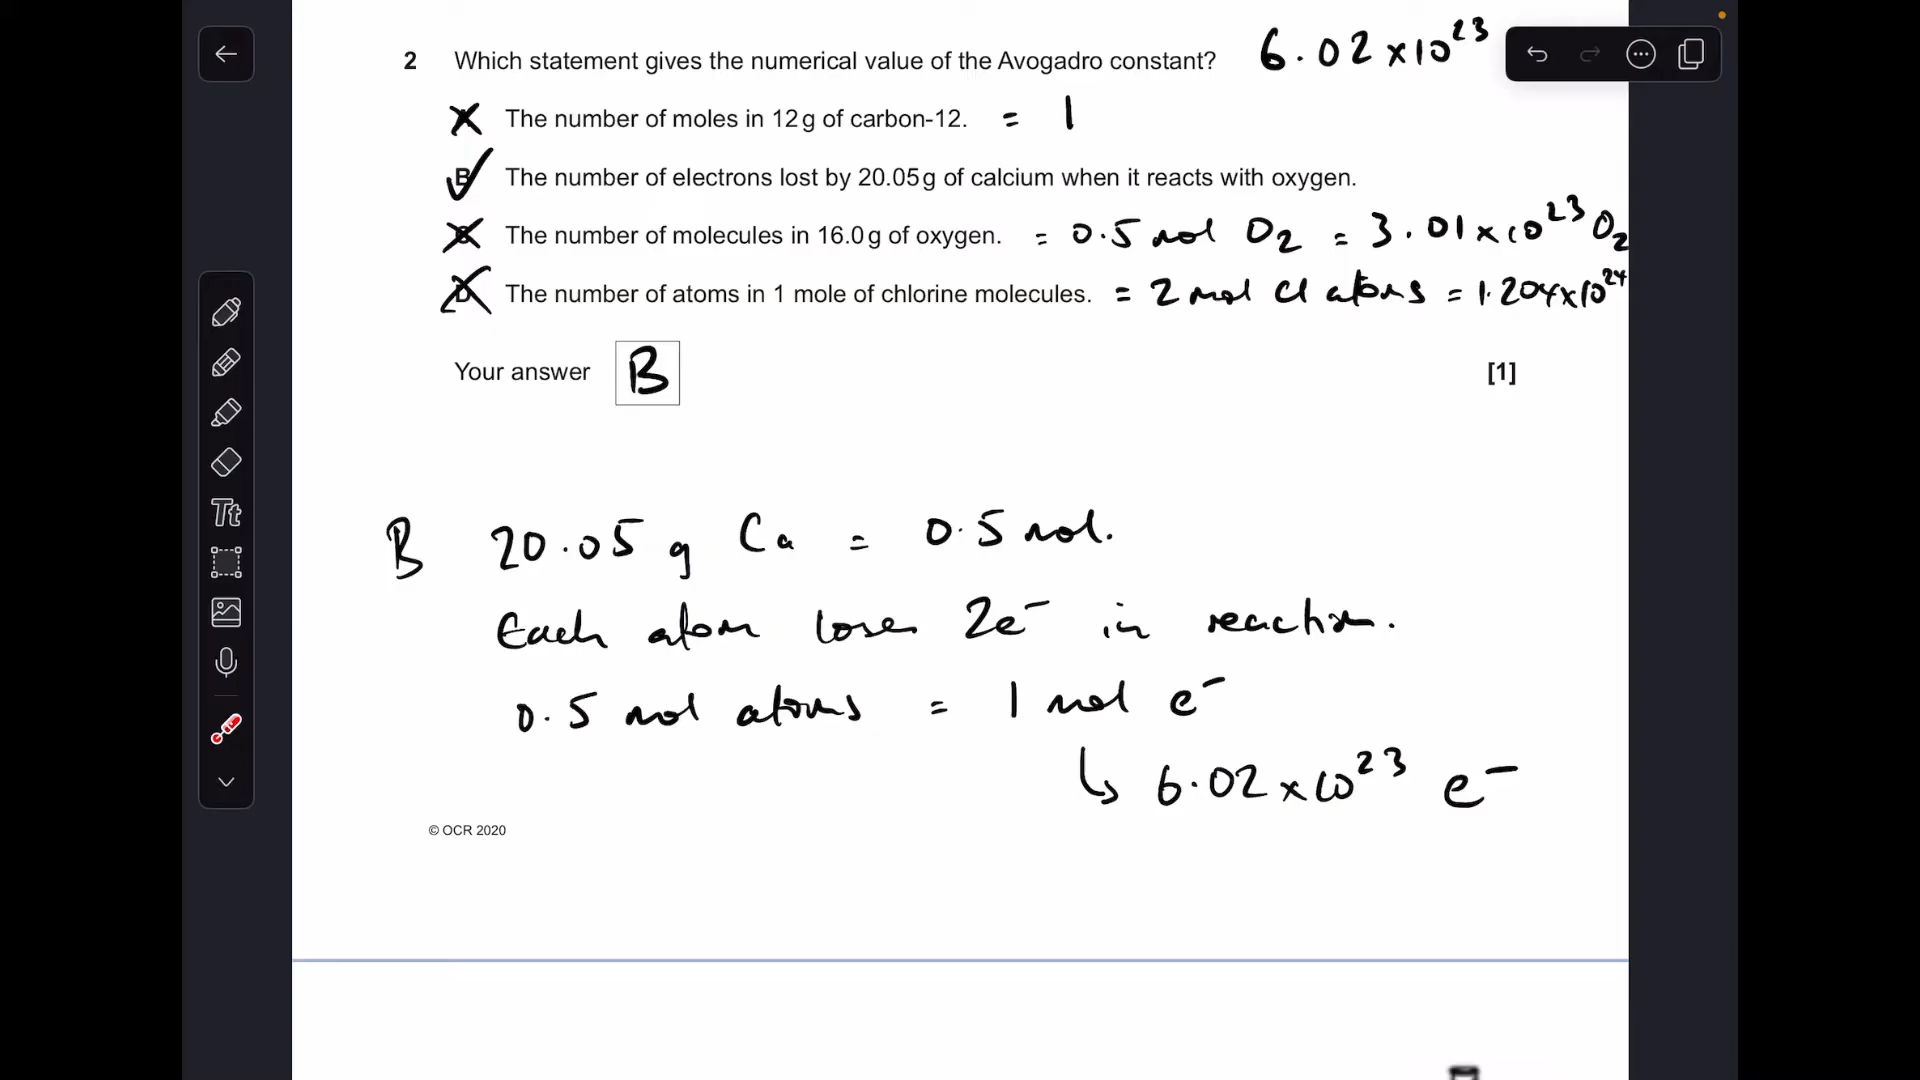 2 Which statement gives the numerical value of the Avogadro constant? 6.02 x 10²³
The number of moles in 12 g of carbon-12. = 1
B The number of electrons lost by 20.05 g of calcium when it reacts with oxygen.
The number of molecules in 16.0 g of oxygen. = 0.5 mol O₂ = 3.01 x 10²³ O₂
D The number of atoms in 1 mole of chlorine molecules. = 2 mol Cl atoms = 1.204 x 10²⁴
Your answer B [1]
B 20.05 g Ca = 0.5 mol.
Each atom loses 2e⁻ in reaction.
0.5 mol atoms = 1 mol e⁻
↳ 6.02 x 10²³ e⁻
© OCR 2020
Tt